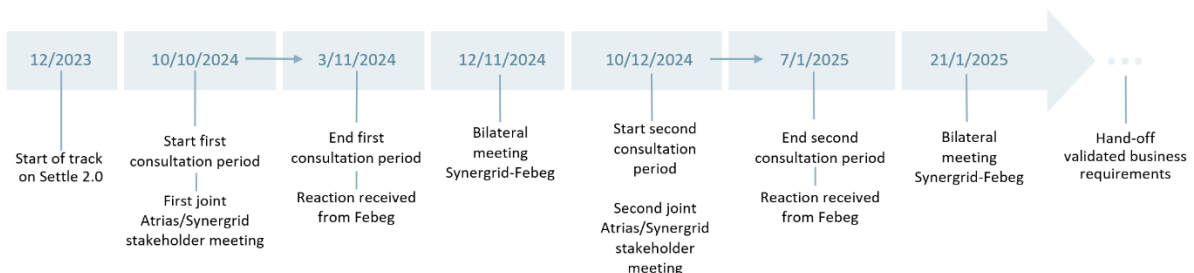 12/2023
10/10/2024
3/11/2024
12/11/2024
10/12/2024
7/1/2025
21/1/2025
Start of track
on Settle 2.0
Start first
consultation period
First joint
Atrias/Synergrid
stakeholder meeting
End first
consultation period
Reaction received
from Febeg
Bilateral
meeting
Synergrid-Febeg
Start second
consultation
period
Second joint
Atrias/Synergrid
stakeholder
meeting
End second
consultation period
Reaction received
from Febeg
Bilateral
meeting
Synergrid-Febeg
Hand-off
validated business
requirements